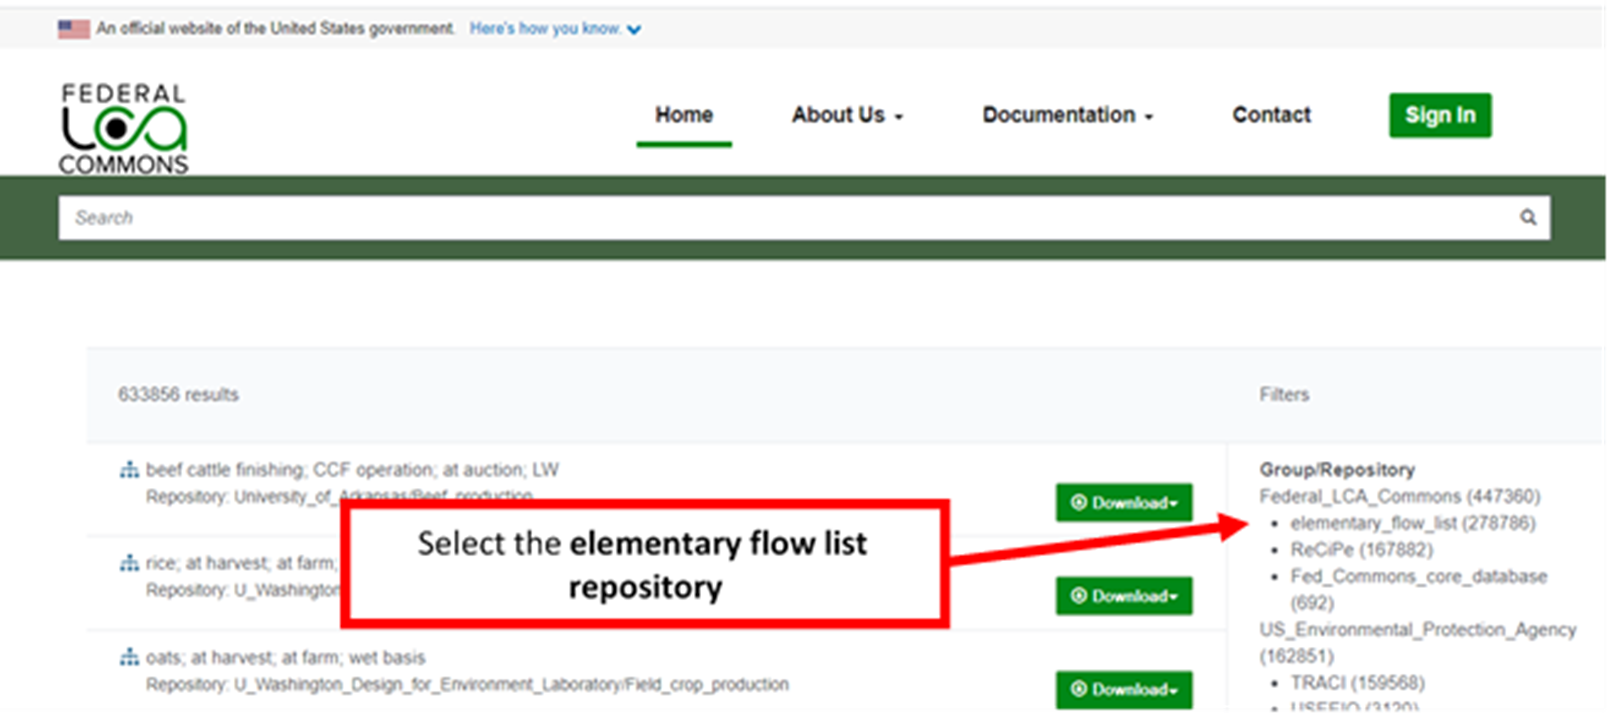 An official website of the United States government. Here's how you know.
FEDERAL
LCA
COMMONS
Home About Us Documentation Contact Sign In
Search
633856 results
Filters
beef cattle finishing; CCF operation; at auction; LW
Repository: University_of_Arkansas/Beef_production
Download
rice; at harvest; at farm;
Repository: U_Washington
Download
oats; at harvest; at farm; wet basis
Repository: U_Washington_Design_for_Environment_Laboratory/Field_crop_production
Download
Select the elementary flow list
repository
Group/Repository
Federal_LCA_Commons (447360)
• elementary_flow_list (278786)
• ReCiPe (167882)
• Fed_Commons_core_database
(692)
US_Environmental_Protection_Agency
(162851)
• TRACI (159568)
• USEEIO (3120)